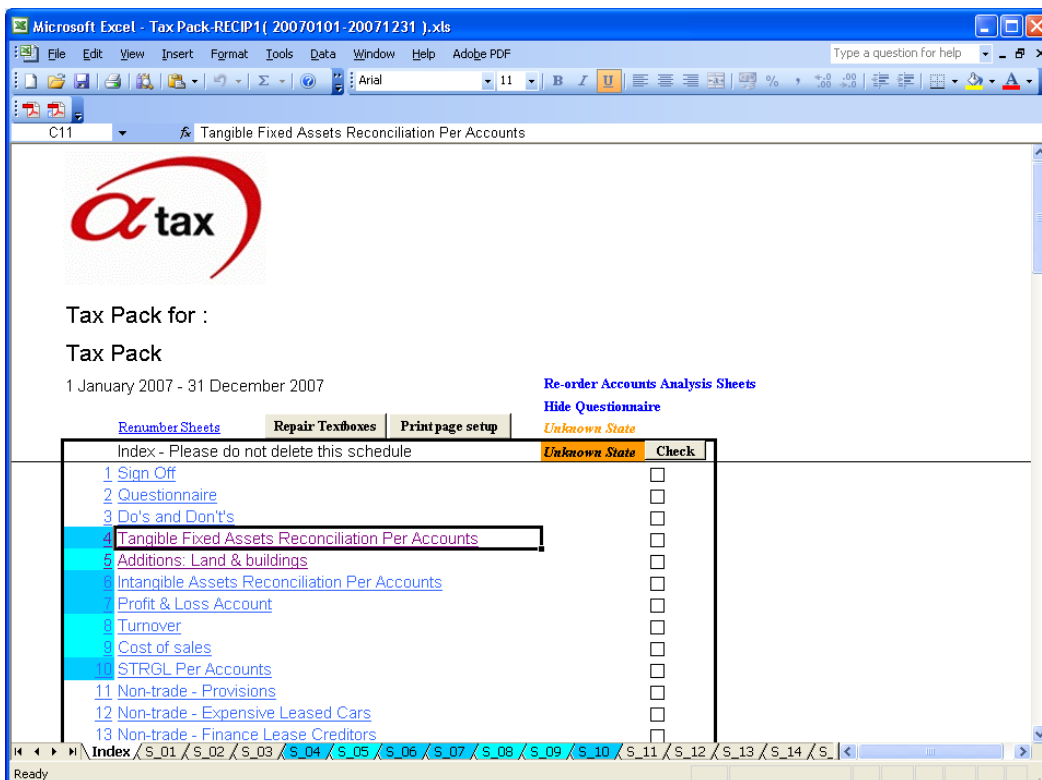 Microsoft Excel - Tax Pack-RECIP1( 20070101-20071231 ).xls
File Edit View Insert Format Tools Data Window Help Adobe PDF Type a question for help
Arial 11 B I U
C11 fx Tangible Fixed Assets Reconciliation Per Accounts
α tax
Tax Pack for :
Tax Pack
1 January 2007 - 31 December 2007 Re-order Accounts Analysis Sheets
Hide Questionnaire
Renumber Sheets Repair Textboxes Print page setup Unknown State
Index - Please do not delete this schedule Unknown State Check
1 Sign Off
2 Questionnaire
3 Do's and Don't's
4 Tangible Fixed Assets Reconciliation Per Accounts
5 Additions: Land & buildings
6 Intangible Assets Reconciliation Per Accounts
7 Profit & Loss Account
8 Turnover
9 Cost of sales
10 STRGL Per Accounts
11 Non-trade - Provisions
12 Non-trade - Expensive Leased Cars
13 Non-trade - Finance Lease Creditors
Index S_01 S_02 S_03 S_04 S_05 S_06 S_07 S_08 S_09 S_10 S_11 S_12 S_13 S_14 S_
Ready